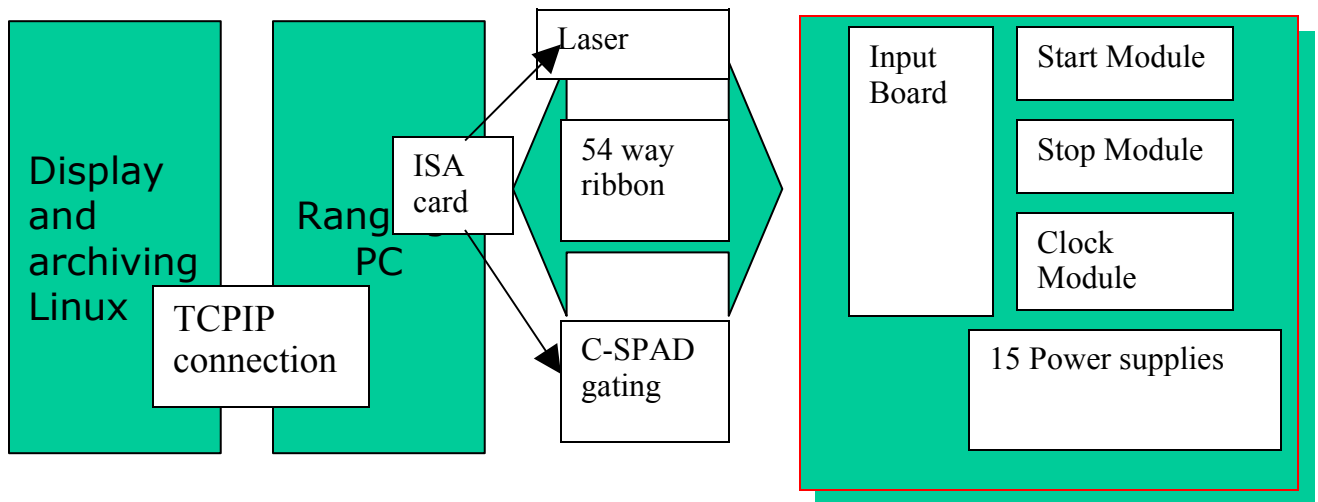 Display
and
archiving
Linux
TCPIP
connection
Rang
PC
ISA
card
Laser
54 way
ribbon
C-SPAD
gating
Input
Board
Start Module
Stop Module
Clock
Module
15 Power supplies